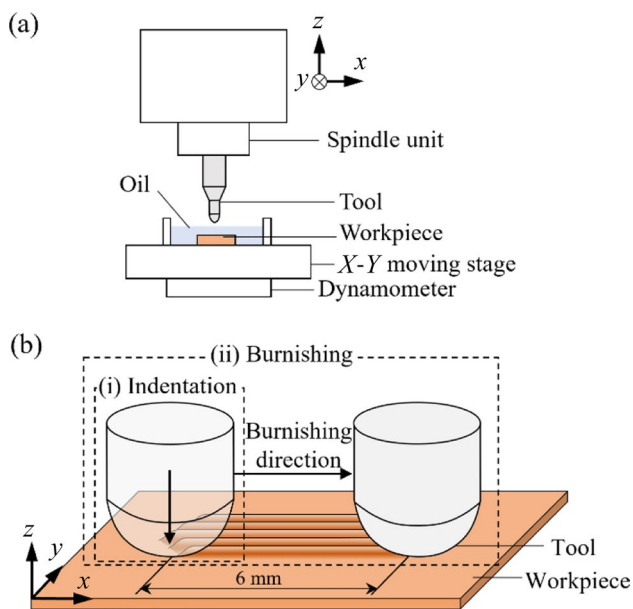 (a)
z
x
y
Spindle unit
Oil
Tool
Workpiece
X-Y moving stage
Dynamometer
(b)
(ii) Burnishing
(i) Indentation
Burnishing
direction
z
y
x
6 mm
Tool
Workpiece